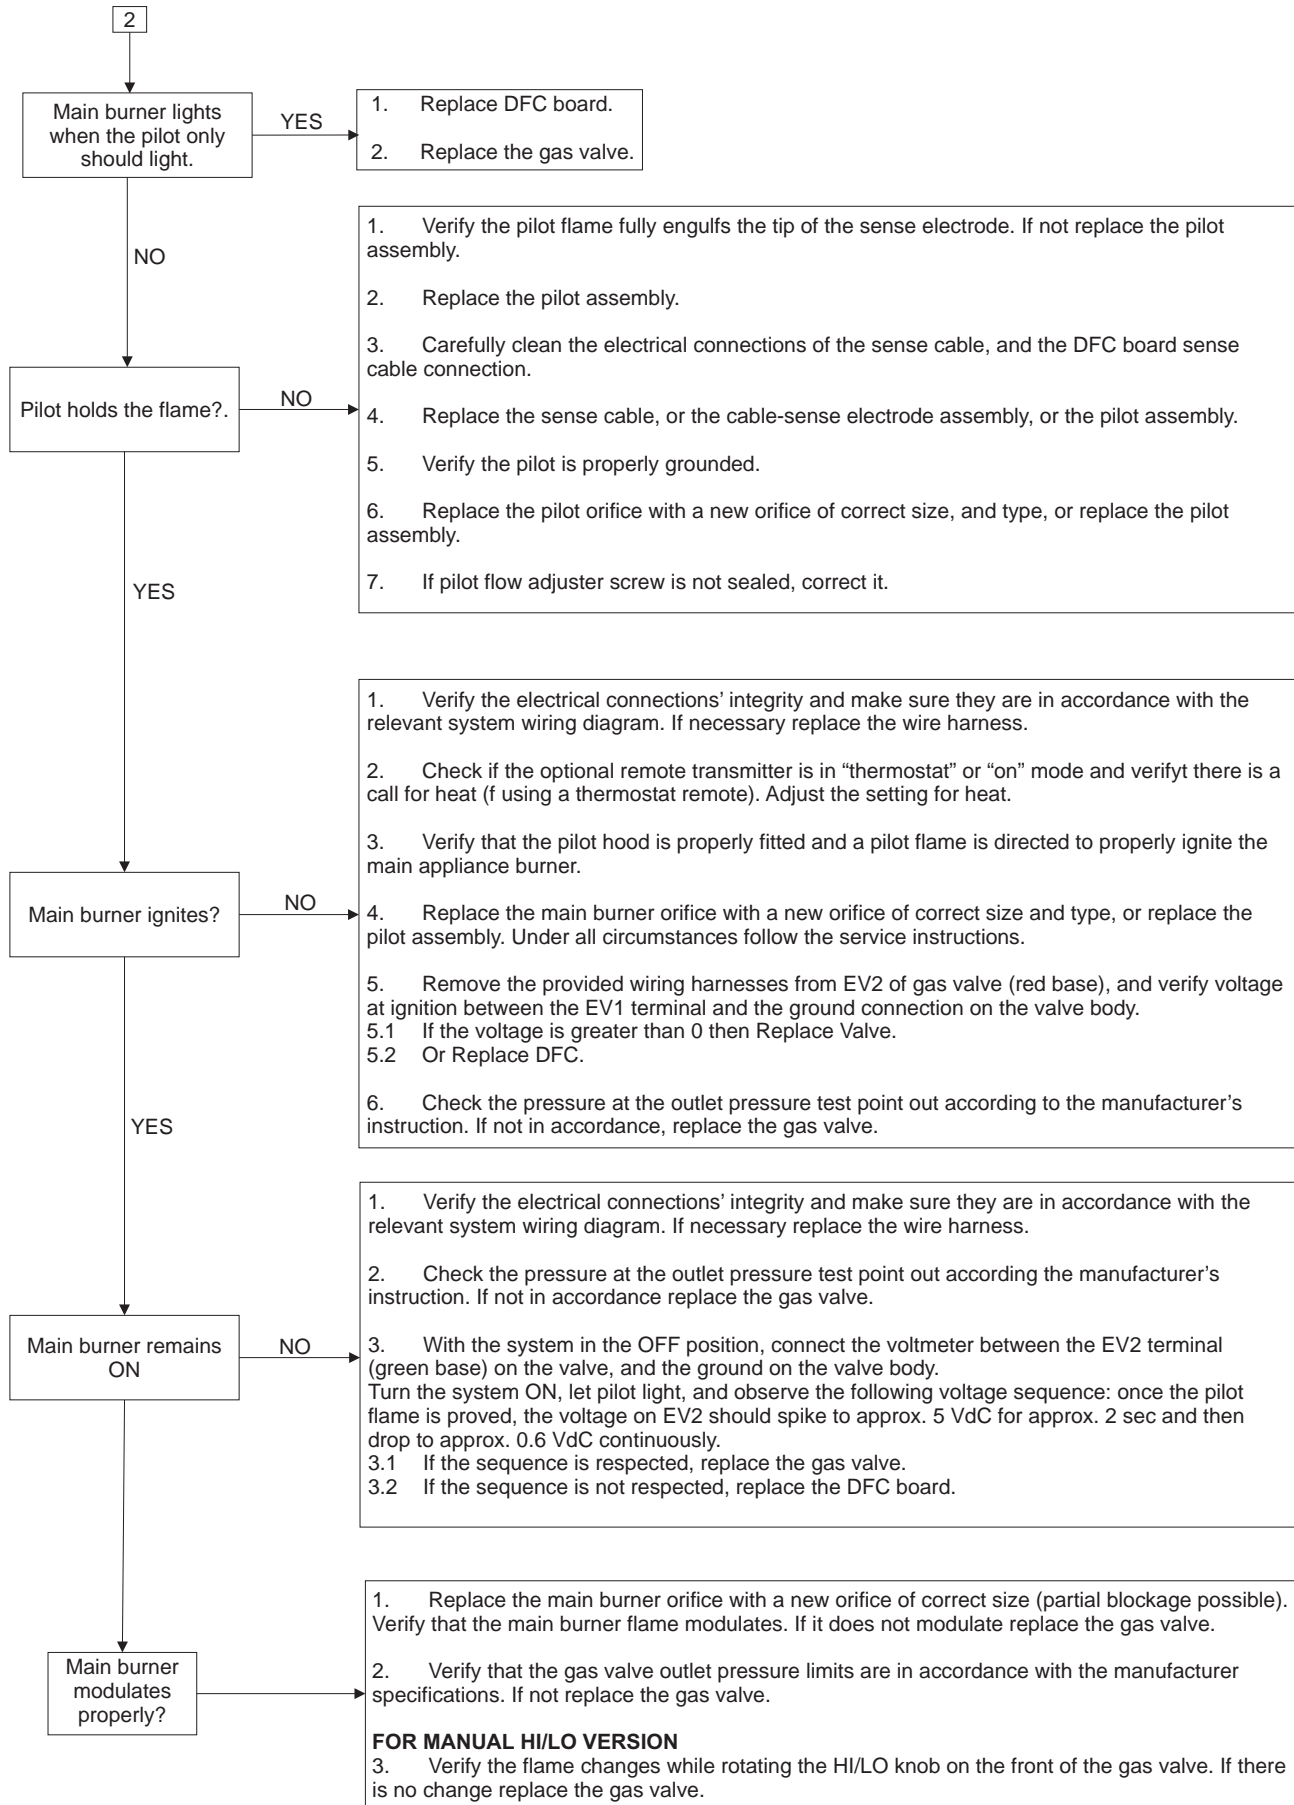 2
Main burner lights
when the pilot only
should light.
YES
1. Replace DFC board.
2. Replace the gas valve.
NO
Pilot holds the flame?.
NO
1. Verify the pilot flame fully engulfs the tip of the sense electrode. If not replace the pilot
assembly.
2. Replace the pilot assembly.
3. Carefully clean the electrical connections of the sense cable, and the DFC board sense
cable connection.
4. Replace the sense cable, or the cable-sense electrode assembly, or the pilot assembly.
5. Verify the pilot is properly grounded.
6. Replace the pilot orifice with a new orifice of correct size, and type, or replace the pilot
assembly.
7. If pilot flow adjuster screw is not sealed, correct it.
YES
Main burner ignites?
NO
1. Verify the electrical connections’ integrity and make sure they are in accordance with the
relevant system wiring diagram. If necessary replace the wire harness.
2. Check if the optional remote transmitter is in “thermostat” or “on” mode and verifyt there is a
call for heat (f using a thermostat remote). Adjust the setting for heat.
3. Verify that the pilot hood is properly fitted and a pilot flame is directed to properly ignite the
main appliance burner.
4. Replace the main burner orifice with a new orifice of correct size and type, or replace the
pilot assembly. Under all circumstances follow the service instructions.
5. Remove the provided wiring harnesses from EV2 of gas valve (red base), and verify voltage
at ignition between the EV1 terminal and the ground connection on the valve body.
5.1 If the voltage is greater than 0 then Replace Valve.
5.2 Or Replace DFC.
6. Check the pressure at the outlet pressure test point out according to the manufacturer’s
instruction. If not in accordance, replace the gas valve.
YES
Main burner remains
ON
NO
1. Verify the electrical connections’ integrity and make sure they are in accordance with the
relevant system wiring diagram. If necessary replace the wire harness.
2. Check the pressure at the outlet pressure test point out according the manufacturer’s
instruction. If not in accordance replace the gas valve.
3. With the system in the OFF position, connect the voltmeter between the EV2 terminal
(green base) on the valve, and the ground on the valve body.
Turn the system ON, let pilot light, and observe the following voltage sequence: once the pilot
flame is proved, the voltage on EV2 should spike to approx. 5 VdC for approx. 2 sec and then
drop to approx. 0.6 VdC continuously.
3.1 If the sequence is respected, replace the gas valve.
3.2 If the sequence is not respected, replace the DFC board.
Main burner
modulates
properly?
1. Replace the main burner orifice with a new orifice of correct size (partial blockage possible).
Verify that the main burner flame modulates. If it does not modulate replace the gas valve.
2. Verify that the gas valve outlet pressure limits are in accordance with the manufacturer
specifications. If not replace the gas valve.
FOR MANUAL HI/LO VERSION
3. Verify the flame changes while rotating the HI/LO knob on the front of the gas valve. If there
is no change replace the gas valve.